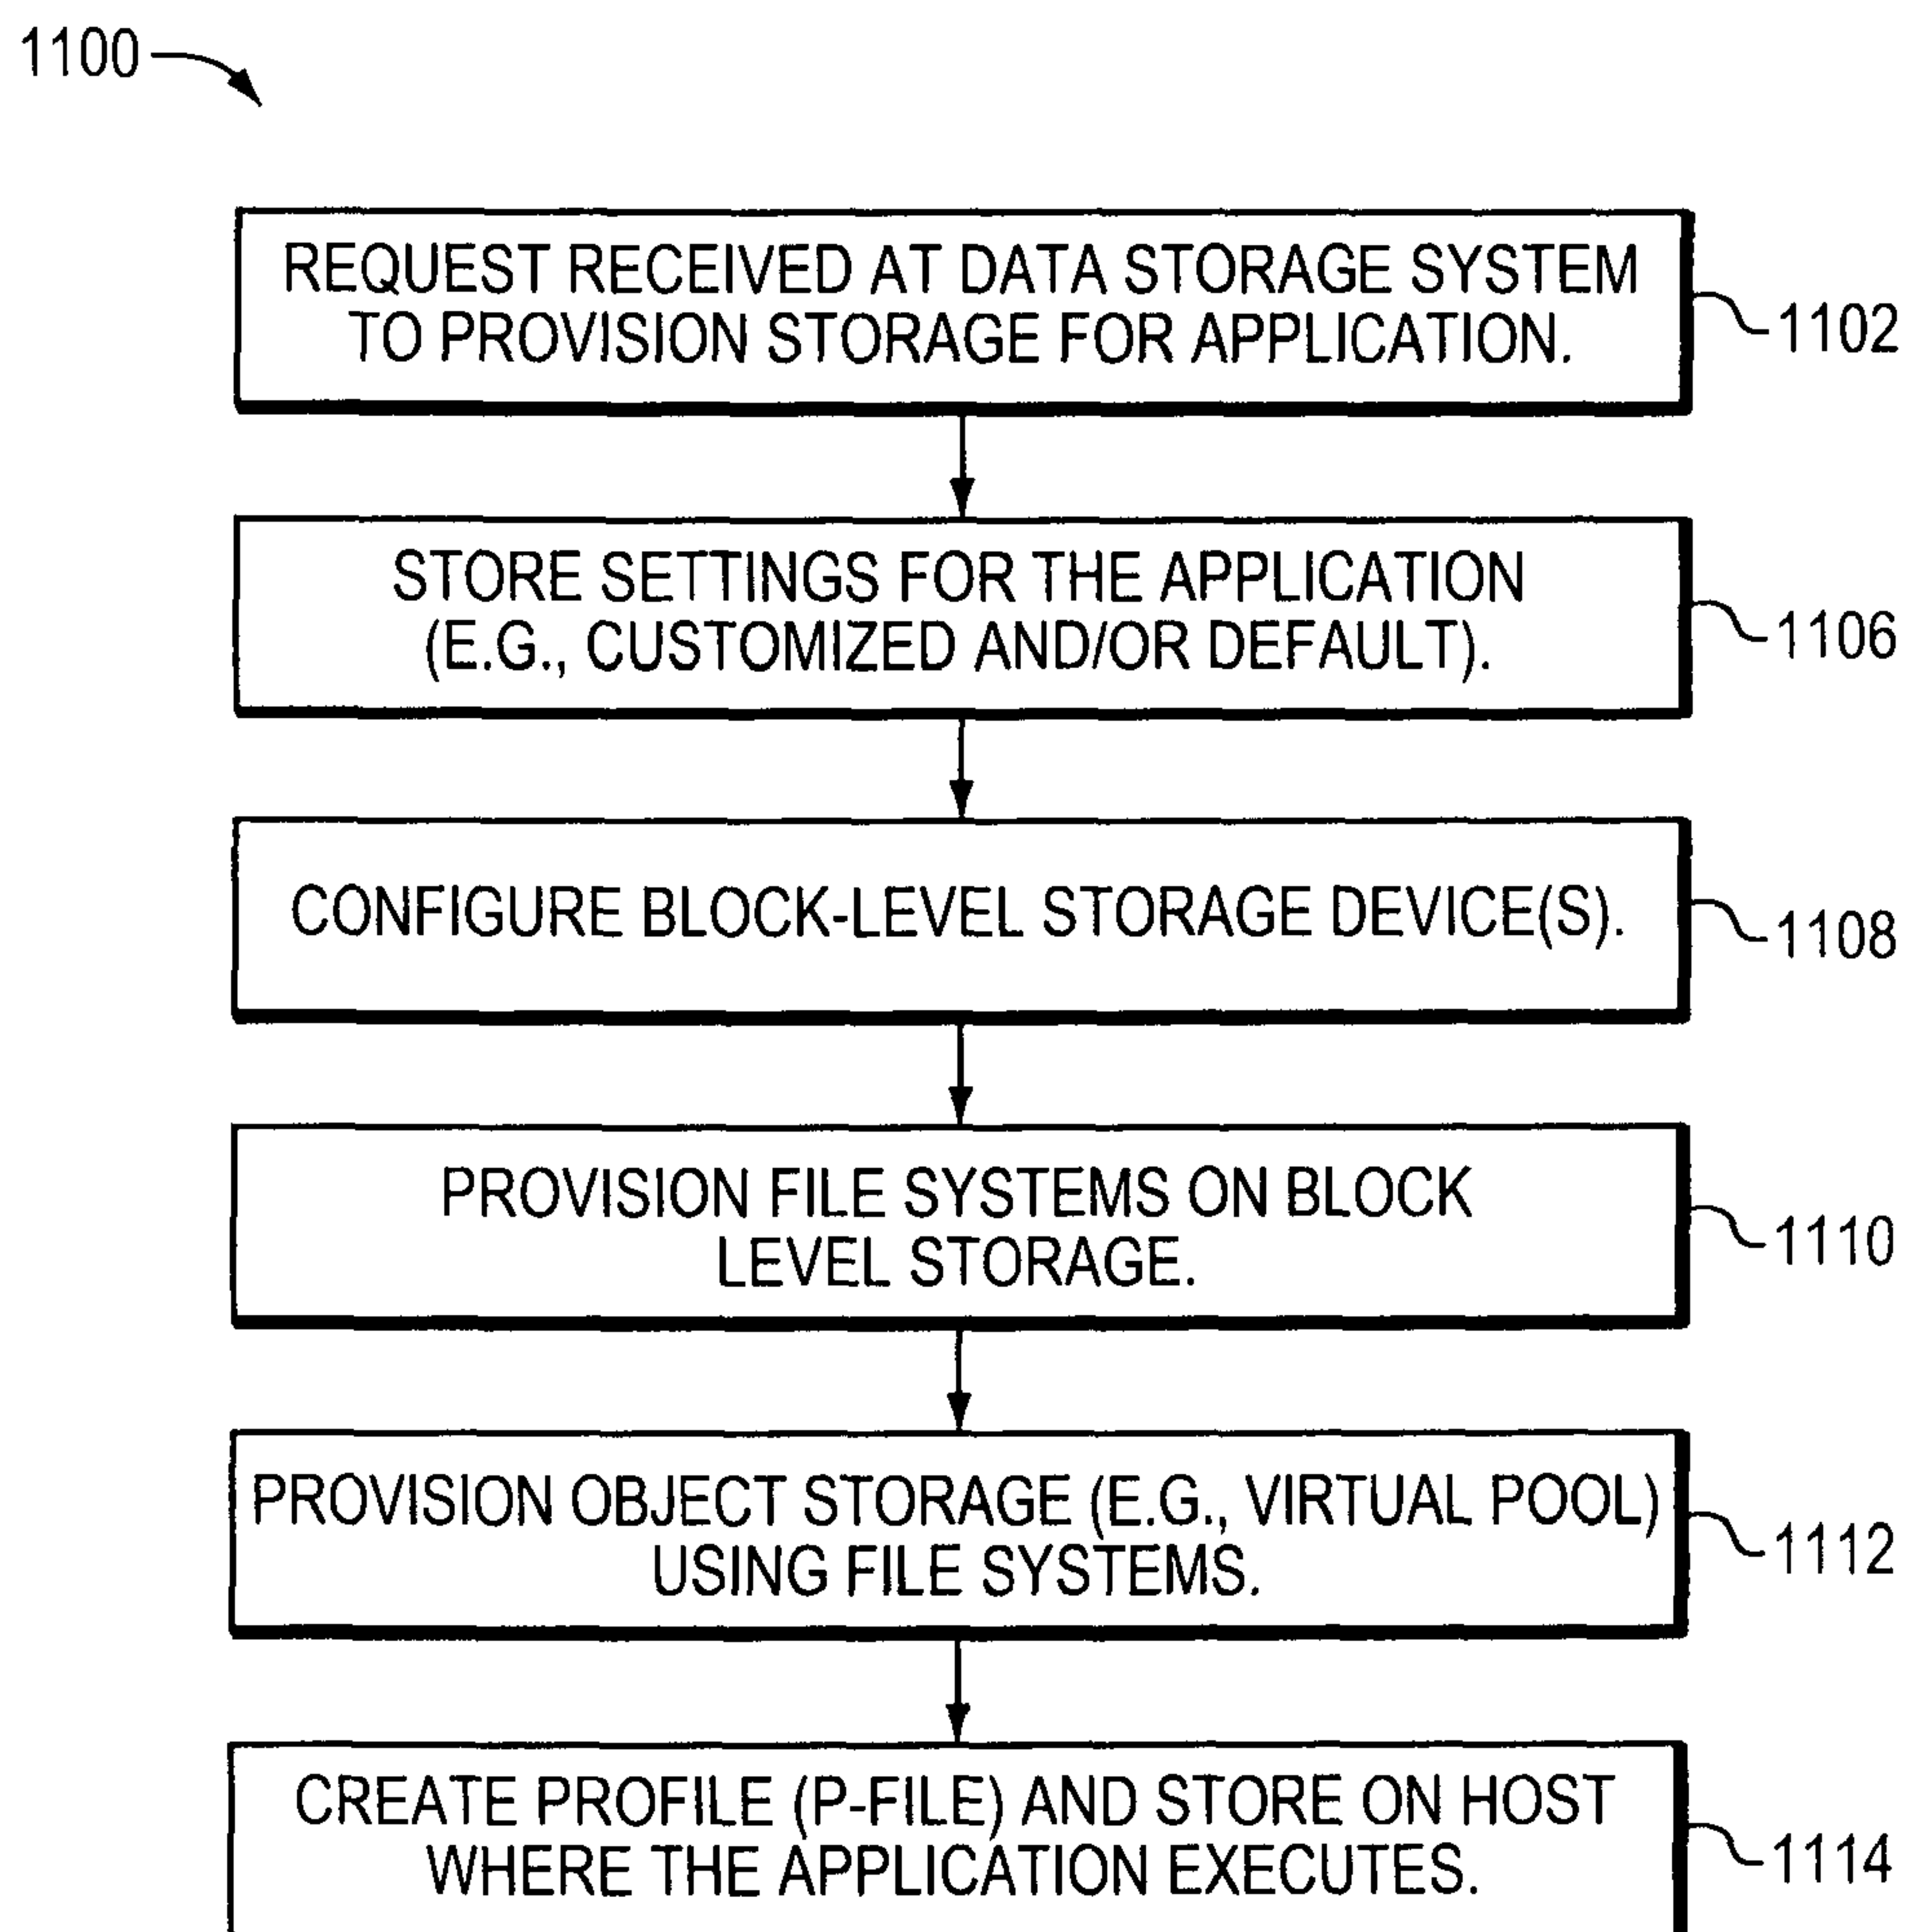 1100
REQUEST RECEIVED AT DATA STORAGE SYSTEM
TO PROVISION STORAGE FOR APPLICATION.
1102
STORE SETTINGS FOR THE APPLICATION
(E.G., CUSTOMIZED AND/OR DEFAULT).
1106
CONFIGURE BLOCK-LEVEL STORAGE DEVICE(S).
1108
PROVISION FILE SYSTEMS ON BLOCK
LEVEL STORAGE.
1110
PROVISION OBJECT STORAGE (E.G., VIRTUAL POOL)
USING FILE SYSTEMS.
1112
CREATE PROFILE (P-FILE) AND STORE ON HOST
WHERE THE APPLICATION EXECUTES.
1114